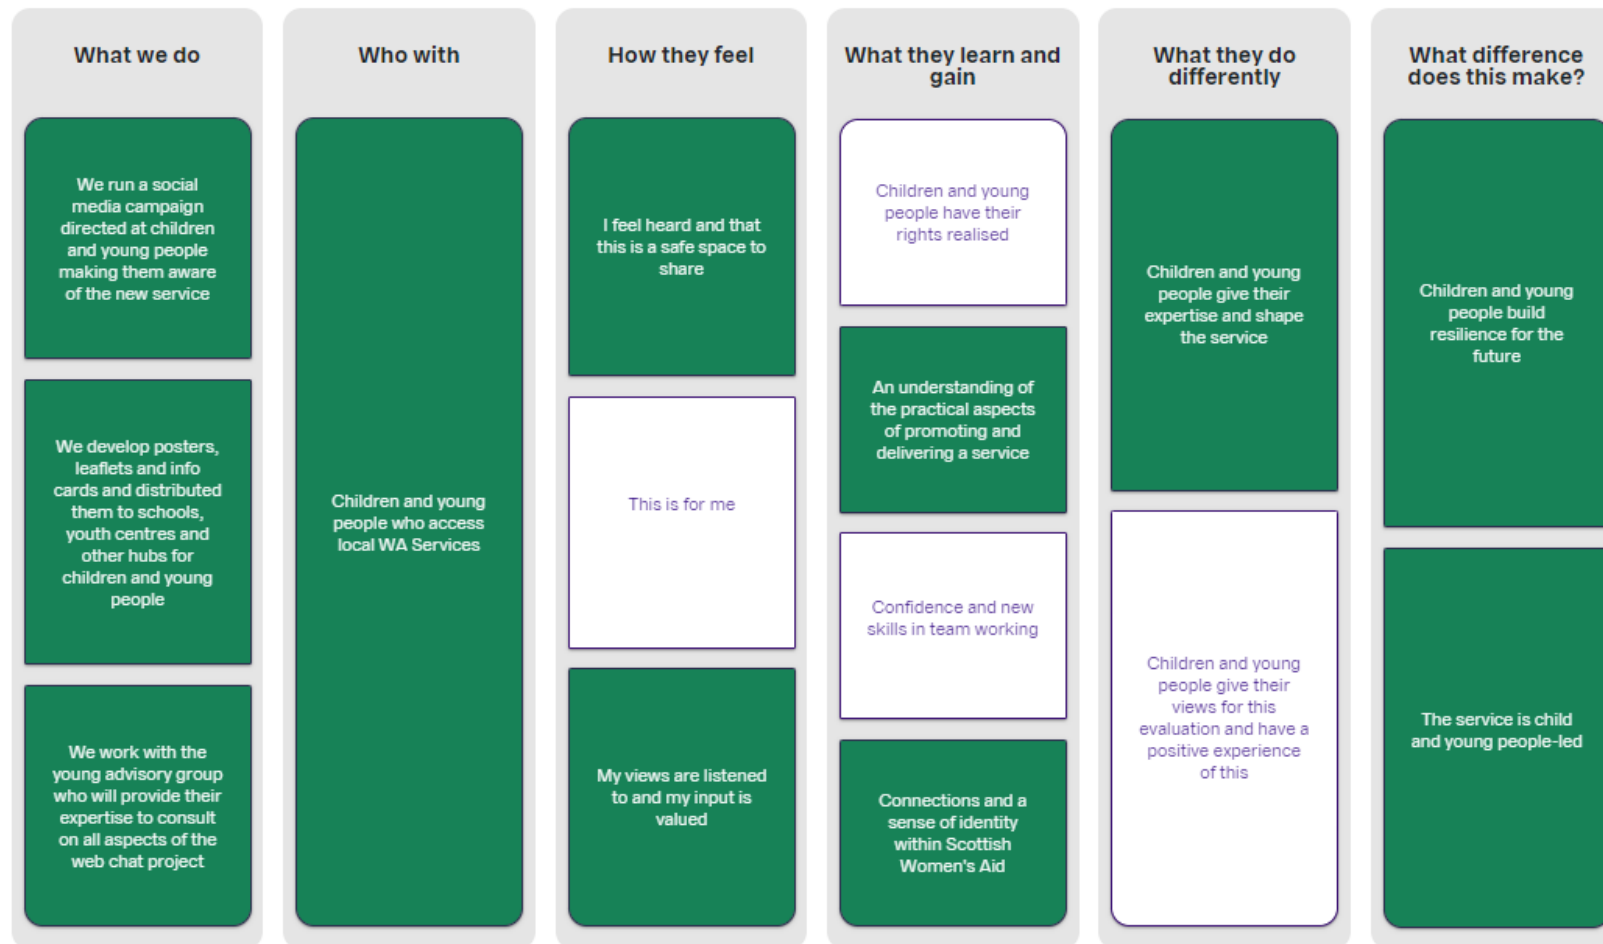 What we do
We run a social
media campaign
directed at children
and young people
making them aware
of the new service
We develop posters,
leaflets and info
cards and distributed
them to schools,
youth centres and
other hubs for
children and young
people
We work with the
young advisory group
who will provide their
expertise to consult
on all aspects of the
web chat project
Who with
Children and young
people who access
local WA Services
How they feel
I feel heard and that
this is a safe space to
share
This is for me
My views are listened
to and my input is
valued
What they learn and
gain
Children and young
people have their
rights realised
An understanding of
the practical aspects
of promoting and
delivering a service
Confidence and new
skills in team working
Connections and a
sense of identity
within Scottish
Women's Aid
What they do
differently
Children and young
people give their
expertise and shape
the service
Children and young
people give their
views for this
evaluation and have a
positive experience
of this
What difference
does this make?
Children and young
people build
resilience for the
future
The service is child
and young people-led